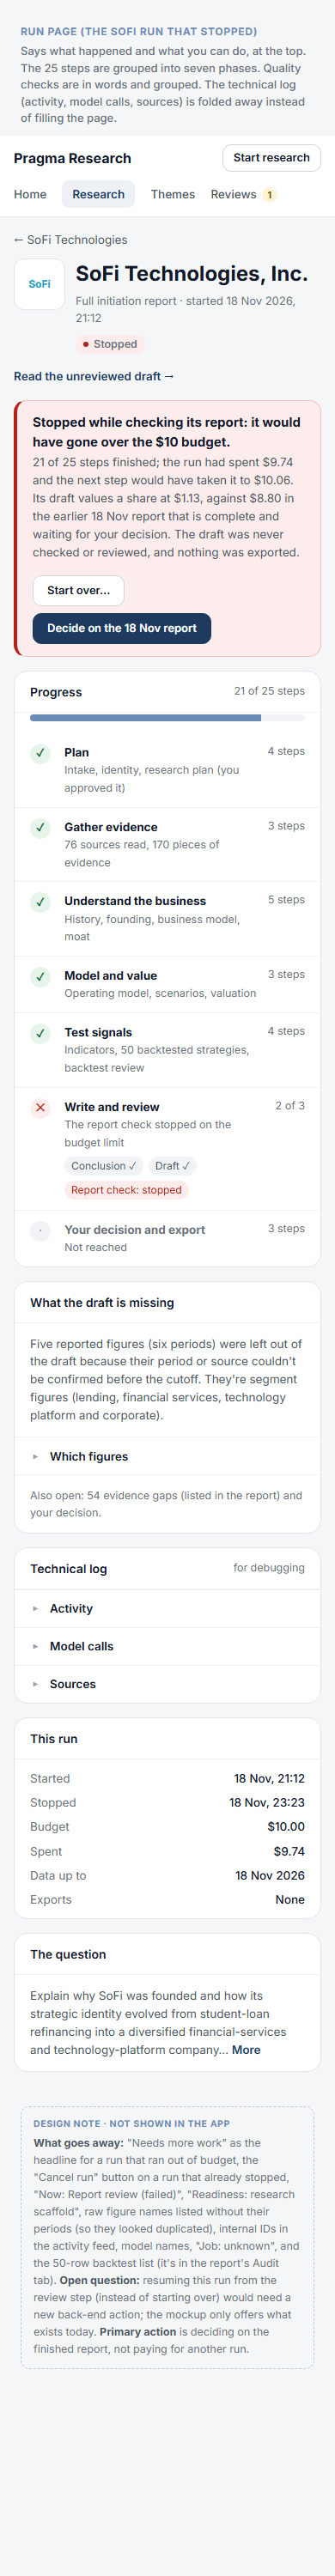 RUN PAGE (THE SOFI RUN THAT STOPPED)
Says what happened and what you can do, at the top.
The 25 steps are grouped into seven phases. Quality
checks are in words and grouped. The technical log
(activity, model calls, sources) is folded away instead
of filling the page.
Pragma Research
Start research
Home Research Themes Reviews 1
← SoFi Technologies
SoFi
SoFi Technologies, Inc.
Full initiation report · started 18 Nov 2026,
21:12
Stopped
Read the unreviewed draft →
Stopped while checking its report: it would
have gone over the $10 budget.
21 of 25 steps finished; the run had spent $9.74
and the next step would have taken it to $10.06.
Its draft values a share at $1.13, against $8.80 in
the earlier 18 Nov report that is complete and
waiting for your decision. The draft was never
checked or reviewed, and nothing was exported.
Start over...
Decide on the 18 Nov report
Progress 21 of 25 steps
✓ Plan 4 steps
Intake, identity, research plan (you
approved it)
✓ Gather evidence 3 steps
76 sources read, 170 pieces of
evidence
✓ Understand the business 5 steps
History, founding, business model,
moat
✓ Model and value 3 steps
Operating model, scenarios, valuation
✓ Test signals 4 steps
Indicators, 50 backtested strategies,
backtest review
✕ Write and review 2 of 3
The report check stopped on the
budget limit
Conclusion ✓ Draft ✓
Report check: stopped
· Your decision and export 3 steps
Not reached
What the draft is missing
Five reported figures (six periods) were left out of
the draft because their period or source couldn't
be confirmed before the cutoff. They're segment
figures (lending, financial services, technology
platform and corporate).
▸ Which figures
Also open: 54 evidence gaps (listed in the report) and
your decision.
Technical log for debugging
▸ Activity
▸ Model calls
▸ Sources
This run
Started 18 Nov, 21:12
Stopped 18 Nov, 23:23
Budget $10.00
Spent $9.74
Data up to 18 Nov 2026
Exports None
The question
Explain why SoFi was founded and how its
strategic identity evolved from student-loan
refinancing into a diversified financial-services
and technology-platform company... More
DESIGN NOTE · NOT SHOWN IN THE APP
What goes away: "Needs more work" as the
headline for a run that ran out of budget, the
"Cancel run" button on a run that already stopped,
"Now: Report review (failed)", "Readiness: research
scaffold", raw figure names listed without their
periods (so they looked duplicated), internal IDs in
the activity feed, model names, "Job: unknown", and
the 50-row backtest list (it's in the report's Audit
tab). Open question: resuming this run from the
review step (instead of starting over) would need a
new back-end action; the mockup only offers what
exists today. Primary action is deciding on the
finished report, not paying for another run.